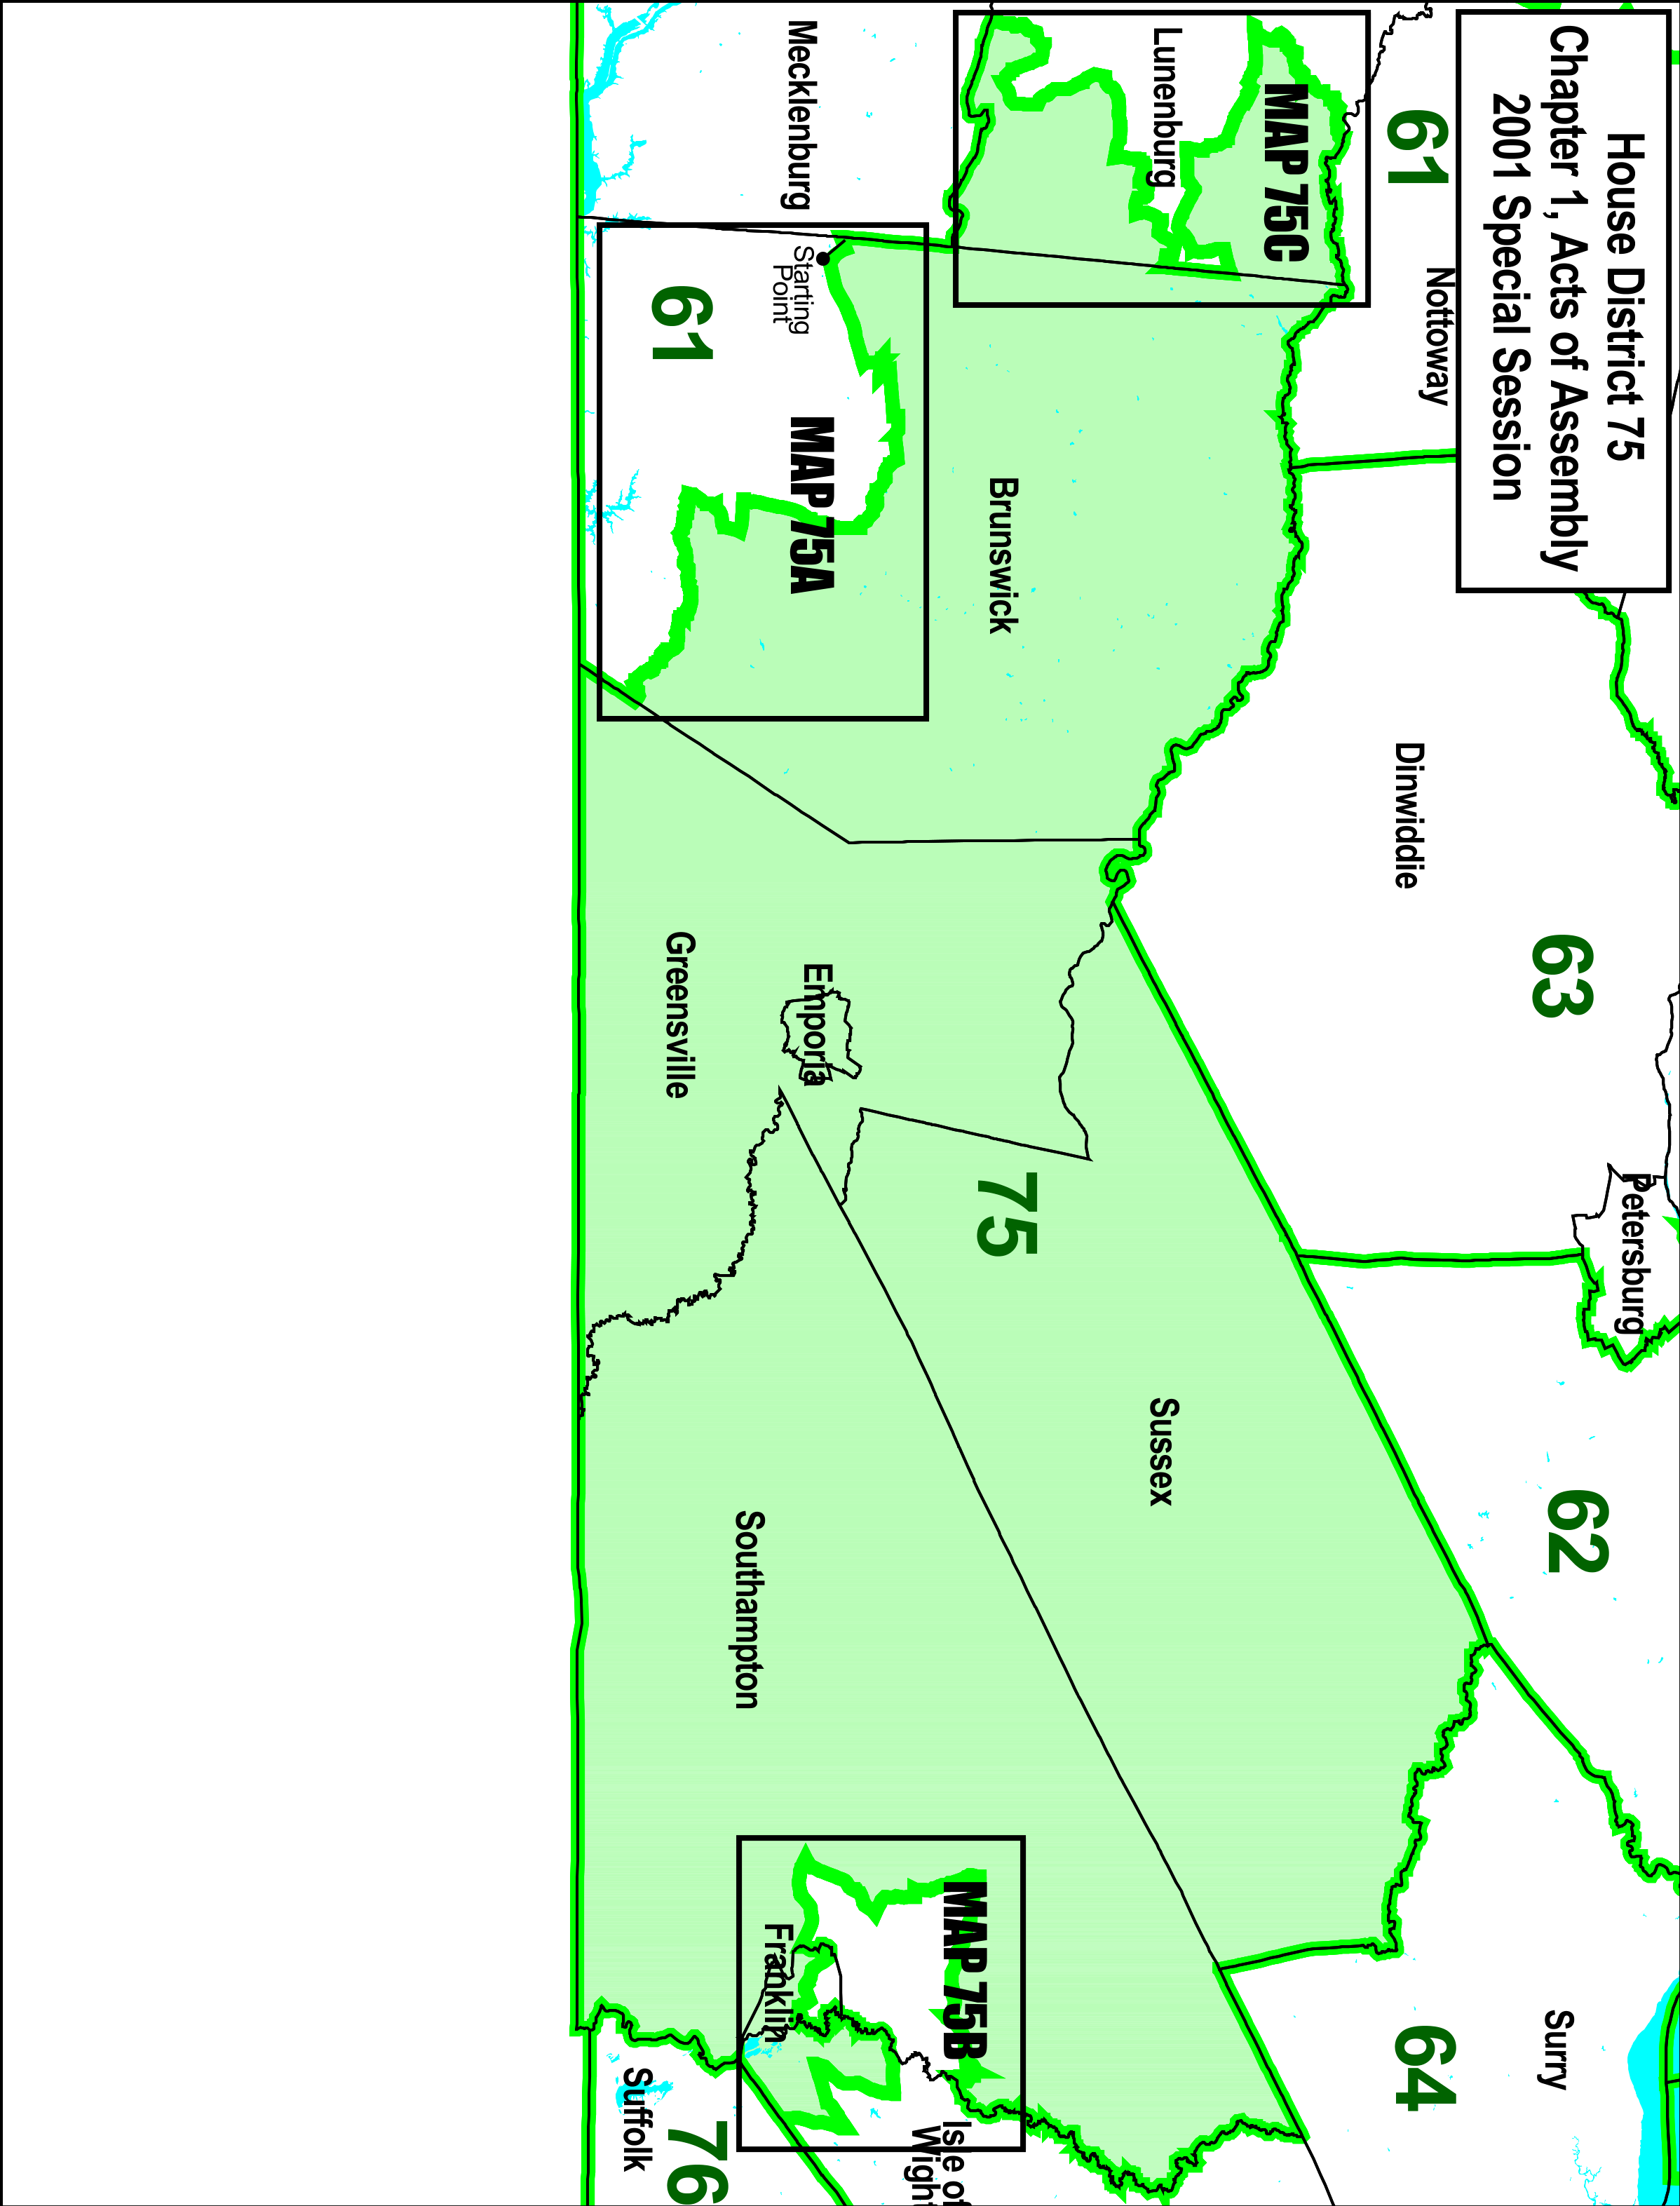 House District 75
Chapter 1, Acts of Assembly
2001 Special Session
Petersburg
62
63
Surry
61
Nottoway
Dinwiddie
64
MAP 75C
Lunenburg
Sussex
75
Brunswick
MAP 75B
Isle of
Wight
Mecklenburg
Starting
Point
MAP 75A
Emporia
Franklin
Southampton
61
Greensville
76
Suffolk